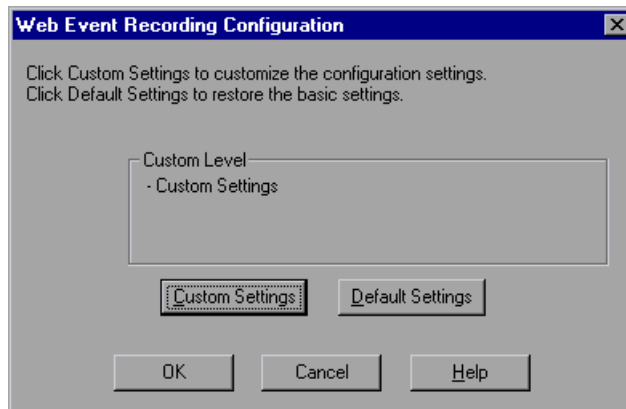 Web Event Recording Configuration
Click Custom Settings to customize the configuration settings.
Click Default Settings to restore the basic settings.
Custom Level
- Custom Settings
Custom Settings
Default Settings
OK
Cancel
Help